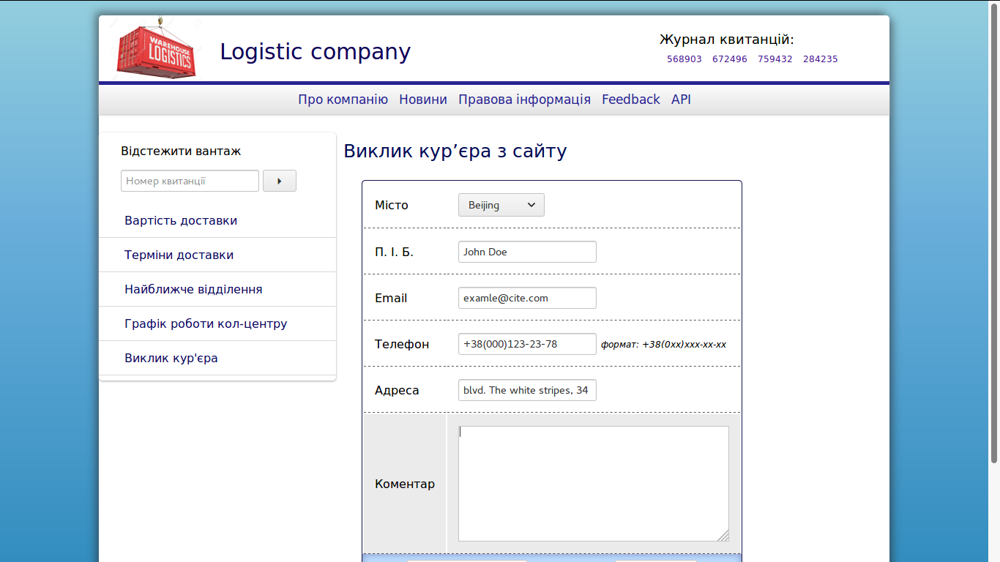 WAREHOUSE
LOGISTICS
Logistic company
Журнал квитанцій:
568903 672496 759432 284235
Про компанію Новини Правова інформація Feedback API
Відстежити вантаж
Номер квитанції
Вартість доставки
Терміни доставки
Найближче відділення
Графік роботи кол-центру
Виклик кур'єра
Виклик кур’єра з сайту
Місто Beijing
П. І. Б. John Doe
Email examle@cite.com
Телефон +38(000)123-23-78 формат: +38(0xx)xxx-xx-xx
Адреса blvd. The white stripes, 34
Коментар